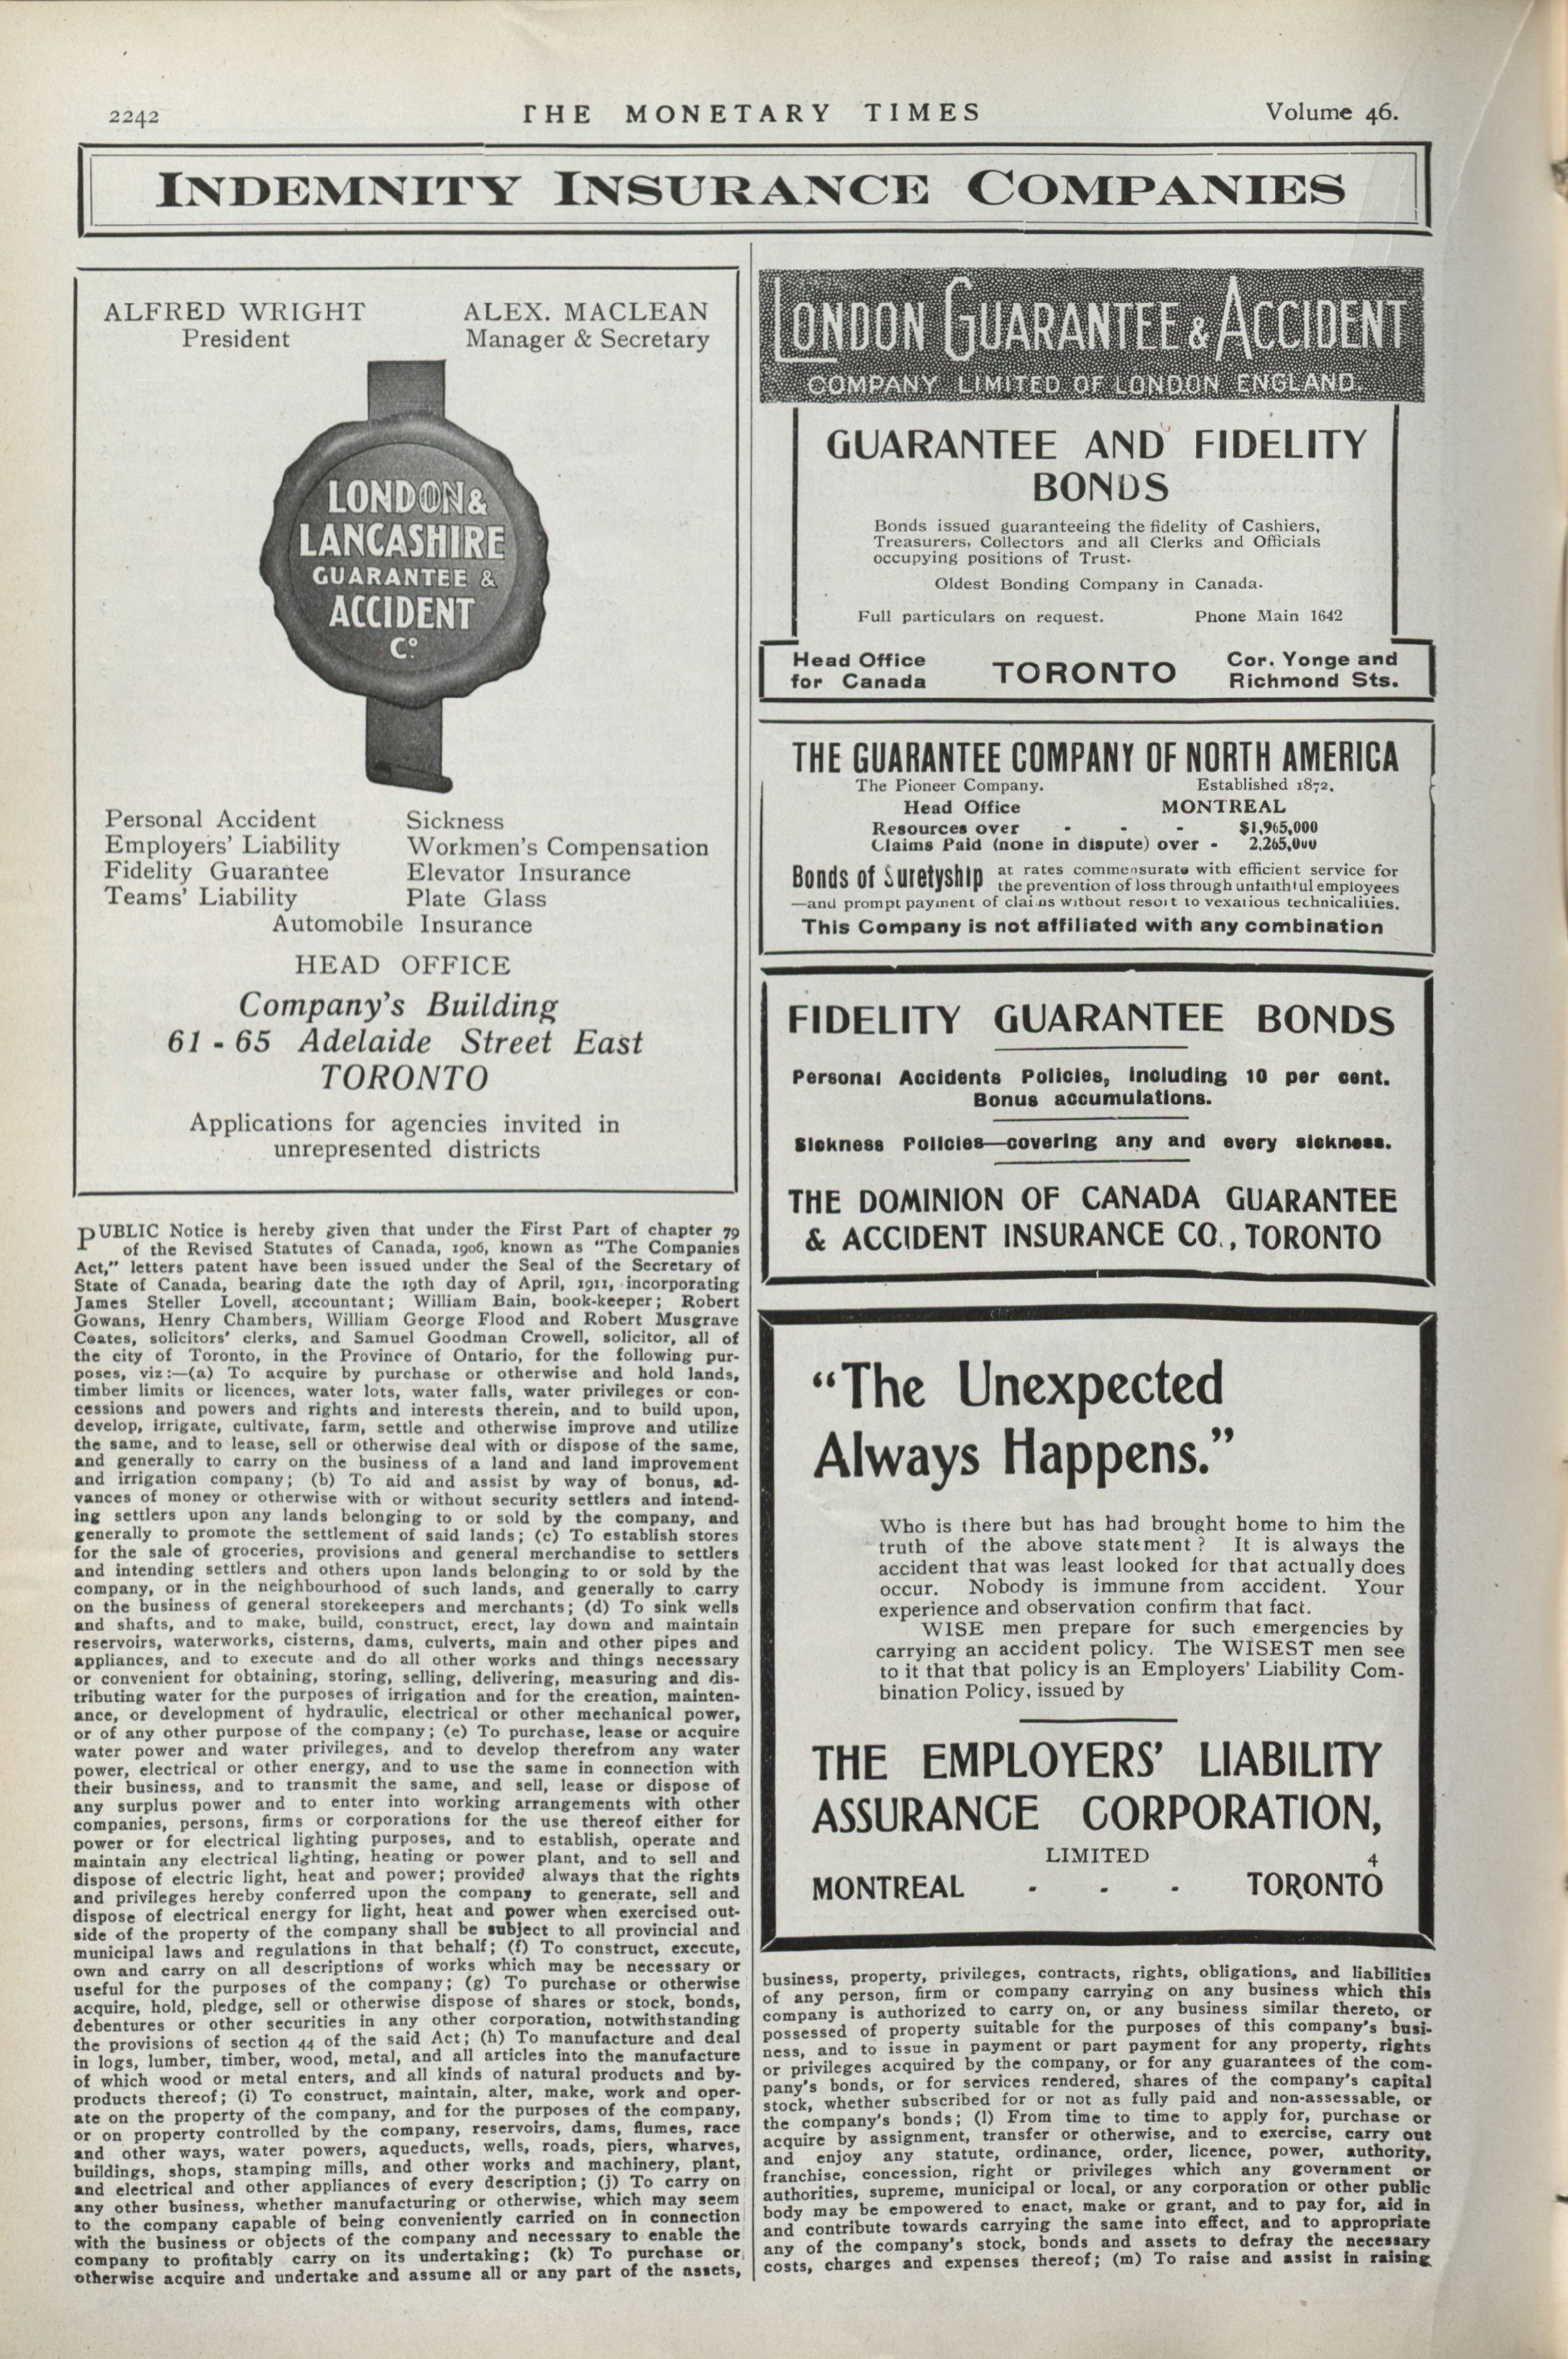 2242
THE MONETARY TIMES
Volume 46.
INDEMNITY INSURANCE COMPANIES
ALFRED WRIGHT
President
ALEX. MACLEAN
Manager & Secretary
LONDON &
LANCASHIRE
GUARANTEE &
ACCIDENT
Co
Personal Accident Sickness
Employers' Liability Workmen's Compensation
Fidelity Guarantee Elevator Insurance
Teams' Liability Plate Glass
Automobile Insurance
HEAD OFFICE
Company's Building
61 - 65 Adelaide Street East
TORONTO
Applications for agencies invited in
unrepresented districts
PUBLIC Notice is hereby given that under the First Part of chapter 79
of the Revised Statutes of Canada, 1906, known as "The Companies
Act," letters patent have been issued under the Seal of the Secretary of
State of Canada, bearing date the 19th day of April, 1911, incorporating
James Steller Lovell, accountant; William Bain, book-keeper; Robert
Gowans, Henry Chambers, William George Flood and Robert Musgrave
Coates, solicitors' clerks, and Samuel Goodman Crowell, solicitor, all of
the city of Toronto, in the Province of Ontario, for the following pur-
poses, viz:—(a) To acquire by purchase or otherwise and hold lands,
timber limits or licences, water lots, water falls, water privileges or con-
cessions and powers and rights and interests therein, and to build upon,
develop, irrigate, cultivate, farm, settle and otherwise improve and utilize
the same, and to lease, sell or otherwise deal with or dispose of the same,
and generally to carry on the business of a land and land improvement
and irrigation company; (b) To aid and assist by way of bonus, ad-
vances of money or otherwise with or without security settlers and intend-
ing settlers upon any lands belonging to or sold by the company, and
generally to promote the settlement of said lands; (c) To establish stores
for the sale of groceries, provisions and general merchandise to settlers
and intending settlers and others upon lands belonging to or sold by the
company, or in the neighbourhood of such lands, and generally to carry
on the business of general storekeepers and merchants; (d) To sink wells
and shafts, and to make, build, construct, erect, lay down and maintain
reservoirs, waterworks, cisterns, dams, culverts, main and other pipes and
appliances, and to execute and do all other works and things necessary
or convenient for obtaining, storing, selling, delivering, measuring and dis-
tributing water for the purposes of irrigation and for the creation, mainten-
ance, or development of hydraulic, electrical or other mechanical power,
or of any other purpose of the company; (e) To purchase, lease or acquire
water power and water privileges, and to develop therefrom any water
power, electrical or other energy, and to use the same in connection with
their business, and to transmit the same, and sell, lease or dispose of
any surplus power and to enter into working arrangements with other
companies, persons, firms or corporations for the use thereof either for
power or for electrical lighting purposes, and to establish, operate and
maintain any electrical lighting, heating or power plant, and to sell and
dispose of electric light, heat and power; provided always that the rights
and privileges hereby conferred upon the company to generate, sell and
dispose of electrical energy for light, heat and power when exercised out-
side of the property of the company shall be subject to all provincial and
municipal laws and regulations in that behalf; (f) To construct, execute,
own and carry on all descriptions of works which may be necessary or
useful for the purposes of the company; (g) To purchase or otherwise
acquire, hold, pledge, sell or otherwise dispose of shares or stock, bonds,
debentures or other securities in any other corporation, notwithstanding
the provisions of section 44 of the said Act; (h) To manufacture and deal
in logs, lumber, timber, wood, metal, and all articles into the manufacture
of which wood or metal enters, and all kinds of natural products and by-
products thereof; (i) To construct, maintain, alter, make, work and oper-
ate on the property of the company, and for the purposes of the company,
or on property controlled by the company, reservoirs, dams, flumes, race
and other ways, water powers, aqueducts, wells, roads, piers, wharves,
buildings, shops, stamping mills, and other works and machinery, plant,
and electrical and other appliances of every description; (j) To carry on
any other business, whether manufacturing or otherwise, which may seem
to the company capable of being conveniently carried on in connection
with the business or objects of the company and necessary to enable the
company to profitably carry on its undertaking; (k) To purchase or
otherwise acquire and undertake and assume all or any part of the assets,
LONDON GUARANTEE & ACCIDENT
COMPANY LIMITED OF LONDON ENGLAND.
GUARANTEE AND FIDELITY
BONDS
Bonds issued guaranteeing the fidelity of Cashiers,
Treasurers, Collectors and all Clerks and Officials
occupying positions of Trust.
Oldest Bonding Company in Canada.
Full particulars on request. Phone Main 1642
Head Office
for Canada
TORONTO
Cor. Yonge and
Richmond Sts.
THE GUARANTEE COMPANY OF NORTH AMERICA
The Pioneer Company. Established 1872.
Head Office MONTREAL
Resources over - - - $1,965,000
Claims Paid (none in dispute) over - 2,265,000
Bonds of Suretyship at rates commensurate with efficient service for
the prevention of loss through unfaithful employees
—and prompt payment of claims without resort to vexatious technicalities.
This Company is not affiliated with any combination
FIDELITY GUARANTEE BONDS
Personal Accidents Policies, including 10 per cent.
Bonus accumulations.
Sickness Policies—covering any and every sickness.
THE DOMINION OF CANADA GUARANTEE
& ACCIDENT INSURANCE CO., TORONTO
"The Unexpected
Always Happens."
Who is there but has had brought home to him the
truth of the above statement? It is always the
accident that was least looked for that actually does
occur. Nobody is immune from accident. Your
experience and observation confirm that fact.
WISE men prepare for such emergencies by
carrying an accident policy. The WISEST men see
to it that that policy is an Employers' Liability Com-
bination Policy, issued by
THE EMPLOYERS' LIABILITY
ASSURANCE CORPORATION,
LIMITED
4
MONTREAL - - - TORONTO
business, property, privileges, contracts, rights, obligations, and liabilities
of any person, firm or company carrying on any business which this
company is authorized to carry on, or any business similar thereto, or
possessed of property suitable for the purposes of this company's busi-
ness, and to issue in payment or part payment for any property, rights
or privileges acquired by the company, or for any guarantees of the com-
pany's bonds, or for services rendered, shares of the company's capital
stock, whether subscribed for or not as fully paid and non-assessable, or
the company's bonds; (l) From time to time to apply for, purchase or
acquire by assignment, transfer or otherwise, and to exercise, carry out
and enjoy any statute, ordinance, order, licence, power, authority,
franchise, concession, right or privileges which any government or
authorities, supreme, municipal or local, or any corporation or other public
body may be empowered to enact, make or grant, and to pay for, aid in
and contribute towards carrying the same into effect, and to appropriate
any of the company's stock, bonds and assets to defray the necessary
costs, charges and expenses thereof; (m) To raise and assist in raising